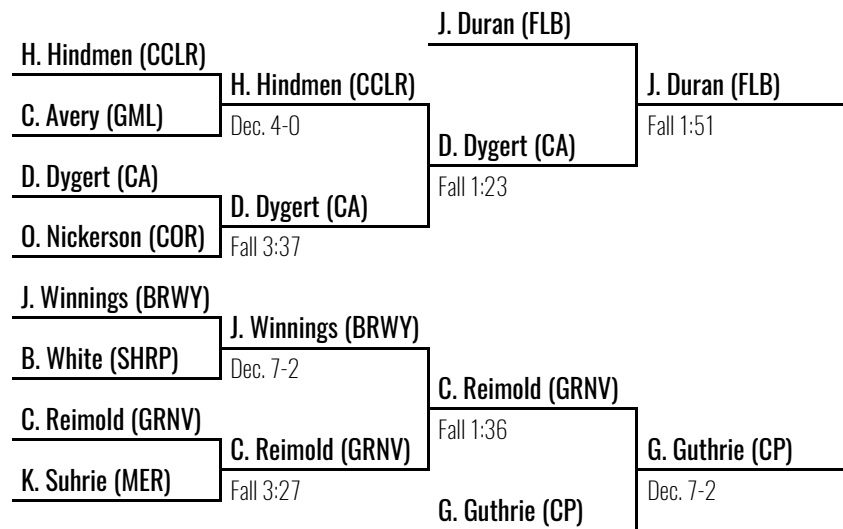 J. Duran (FLB)
H. Hindmen (CCLR)
H. Hindmen (CCLR)
J. Duran (FLB)
C. Avery (GML)
Dec. 4-0
Fall 1:51
D. Dygert (CA)
D. Dygert (CA)
Fall 1:23
D. Dygert (CA)
O. Nickerson (COR)
Fall 3:37
J. Winnings (BRWY)
J. Winnings (BRWY)
B. White (SHRP)
Dec. 7-2
C. Reimold (GRNV)
C. Reimold (GRNV)
Fall 1:36
C. Reimold (GRNV)
G. Guthrie (CP)
K. Suhrie (MER)
Fall 3:27
Dec. 7-2
G. Guthrie (CP)